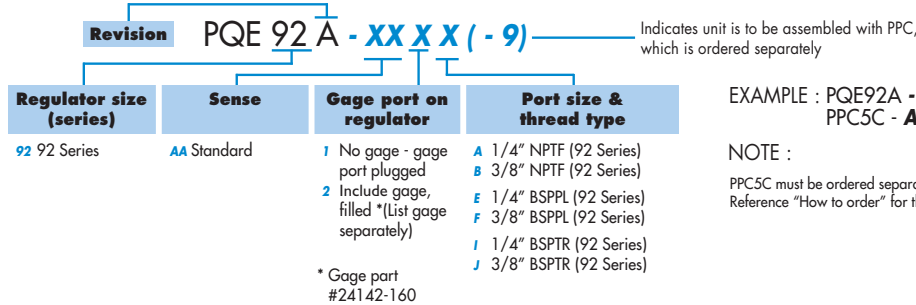 Revision
PQE 92 A - XX X X ( - 9)
Indicates unit is to be assembled with PPC,
which is ordered separately
Regulator size
(series)
92 92 Series
Sense
AA Standard
Gage port on
regulator
1 No gage - gage
port plugged
2 Include gage,
filled *(List gage
separately)
* Gage part
#24142-160
Port size &
thread type
A 1/4″ NPTF (92 Series)
B 3/8″ NPTF (92 Series)
E 1/4″ BSPPL (92 Series)
F 3/8″ BSPPL (92 Series)
I 1/4″ BSPTR (92 Series)
J 3/8″ BSPTR (92 Series)
EXAMPLE : PQE92A -
PPC5C - A
NOTE :
PPC5C must be ordered separa
Reference “How to order” for th